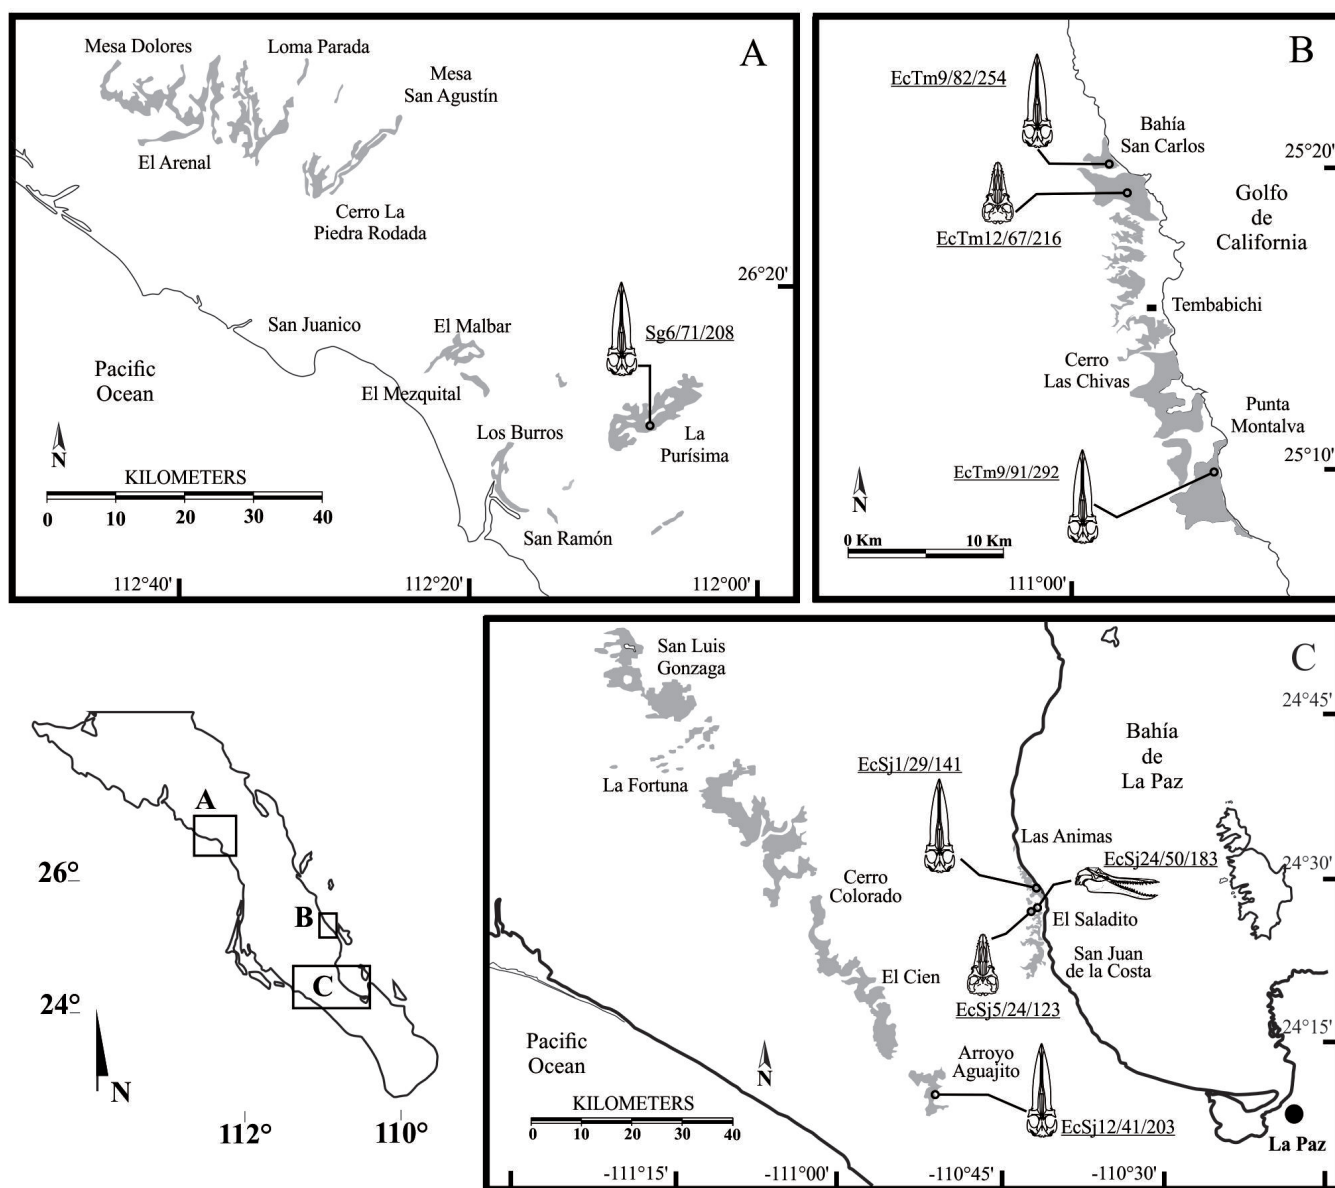 A
Mesa Dolores
Loma Parada
Mesa
San Agustín
El Arenal
Cerro La
Piedra Rodada
26°20'
San Juanico
El Malbar
Sg6/71/208
Pacific
Ocean
El Mezquital
Los Burros
La
Purísima
N
KILOMETERS
0 10 20 30 40
San Ramón
112°40' 112°20' 112°00'
B
EcTm9/82/254
Bahía
San Carlos
25°20'
Golfo
de
California
EcTm12/67/216
Tembabichi
Cerro
Las Chivas
Punta
Montalva
25°10'
EcTm9/91/292
N
0 Km 10 Km
111°00'
A
26°
B
C
24°
N
112° 110°
C
San Luis
Gonzaga
24°45'
Bahía
de
La Paz
EcSj1/29/141
La Fortuna
Las Animas
EcSj24/50/183
24°30'
Cerro
Colorado
El Saladito
San Juan
de la Costa
El Cien
EcSj5/24/123
24°15'
Pacific
Ocean
N
Arroyo
Aguajito
KILOMETERS
0 10 20 30 40
EcSj12/41/203
La Paz
-111°15' -111°00' -110°45' -110°30'